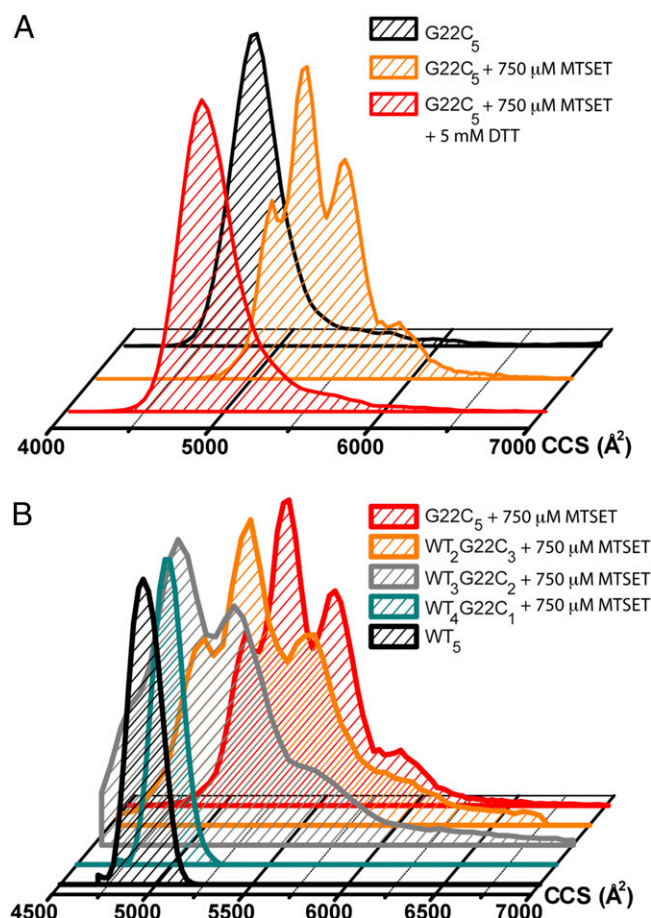 A
G22C₅
G22C₅ + 750 μM MTSET
G22C₅ + 750 μM MTSET
+ 5 mM DTT
4000 5000 6000 7000 CCS (Å²)
B
G22C₅ + 750 μM MTSET
WT₂G22C₃ + 750 μM MTSET
WT₃G22C₂ + 750 μM MTSET
WT₄G22C₁ + 750 μM MTSET
WT₅
4500 5000 5500 6000 6500 7000 CCS (Å²)